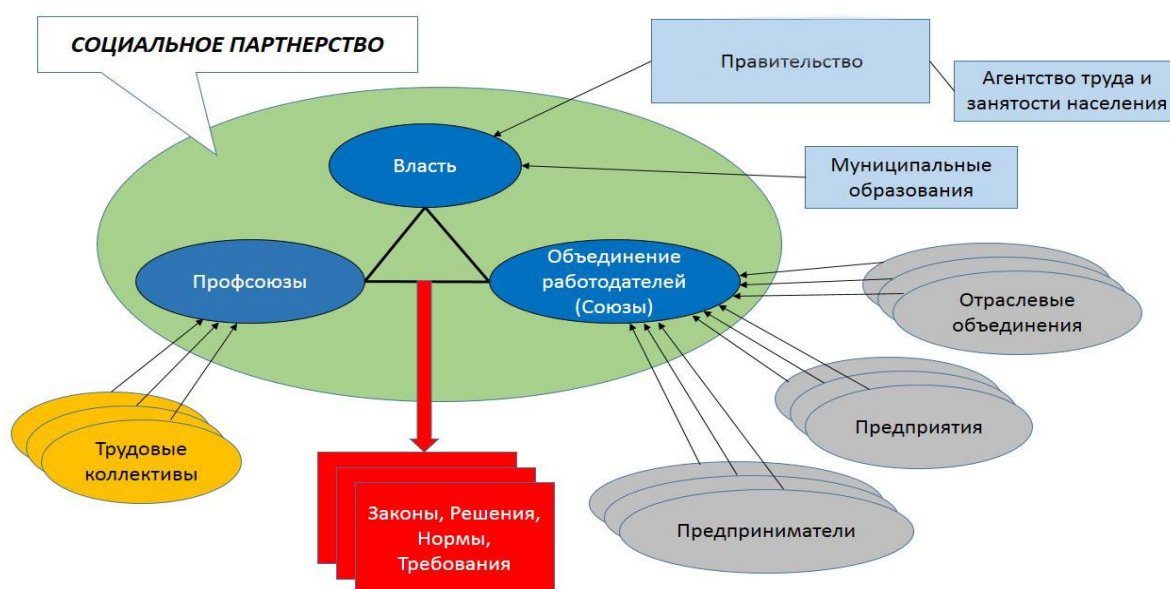 СОЦИАЛЬНОЕ ПАРТНЕРСТВО
Правительство
Агентство труда и
занятости населения
Власть
Муниципальные
образования
Профсоюзы
Объединение
работодателей
(Союзы)
Отраслевые
объединения
Трудовые
коллективы
Предприятия
Законы, Решения,
Нормы,
Требования
Предприниматели